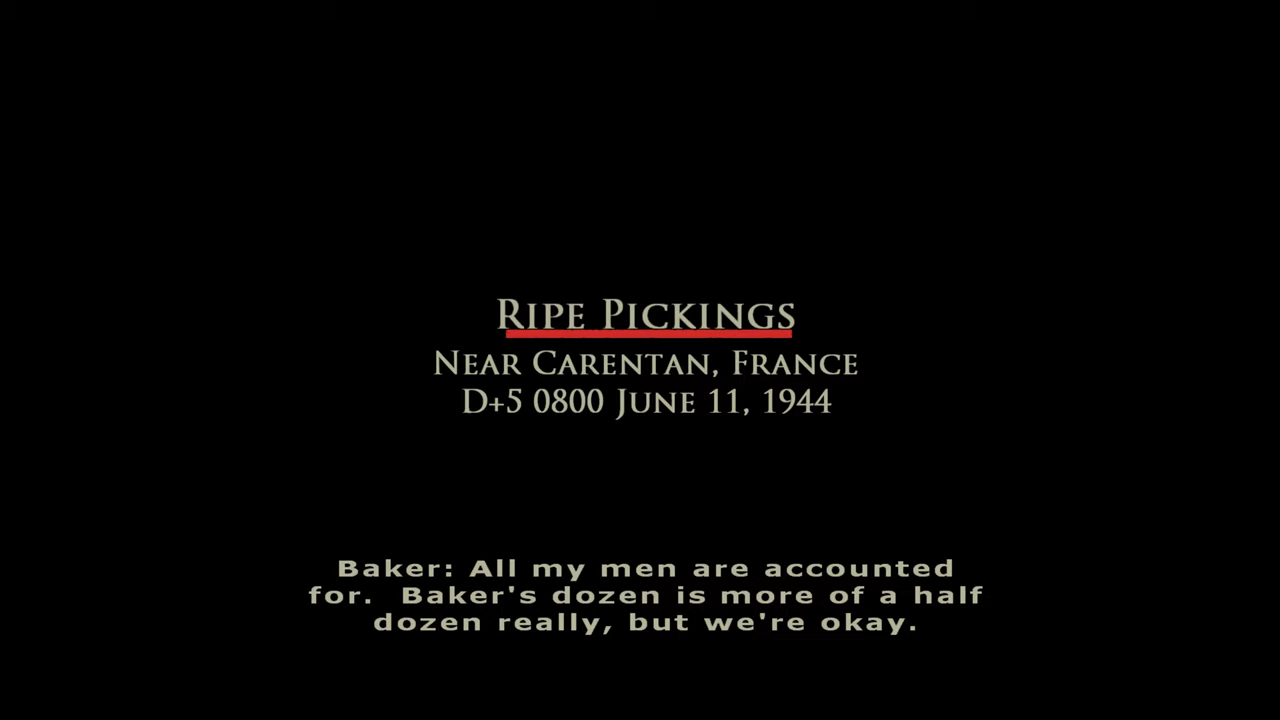 Ripe Pickings
Near Carentan, France
D+5 0800 June 11, 1944
Baker: All my men are accounted
for.  Baker's dozen is more of a half
dozen really, but we're okay.